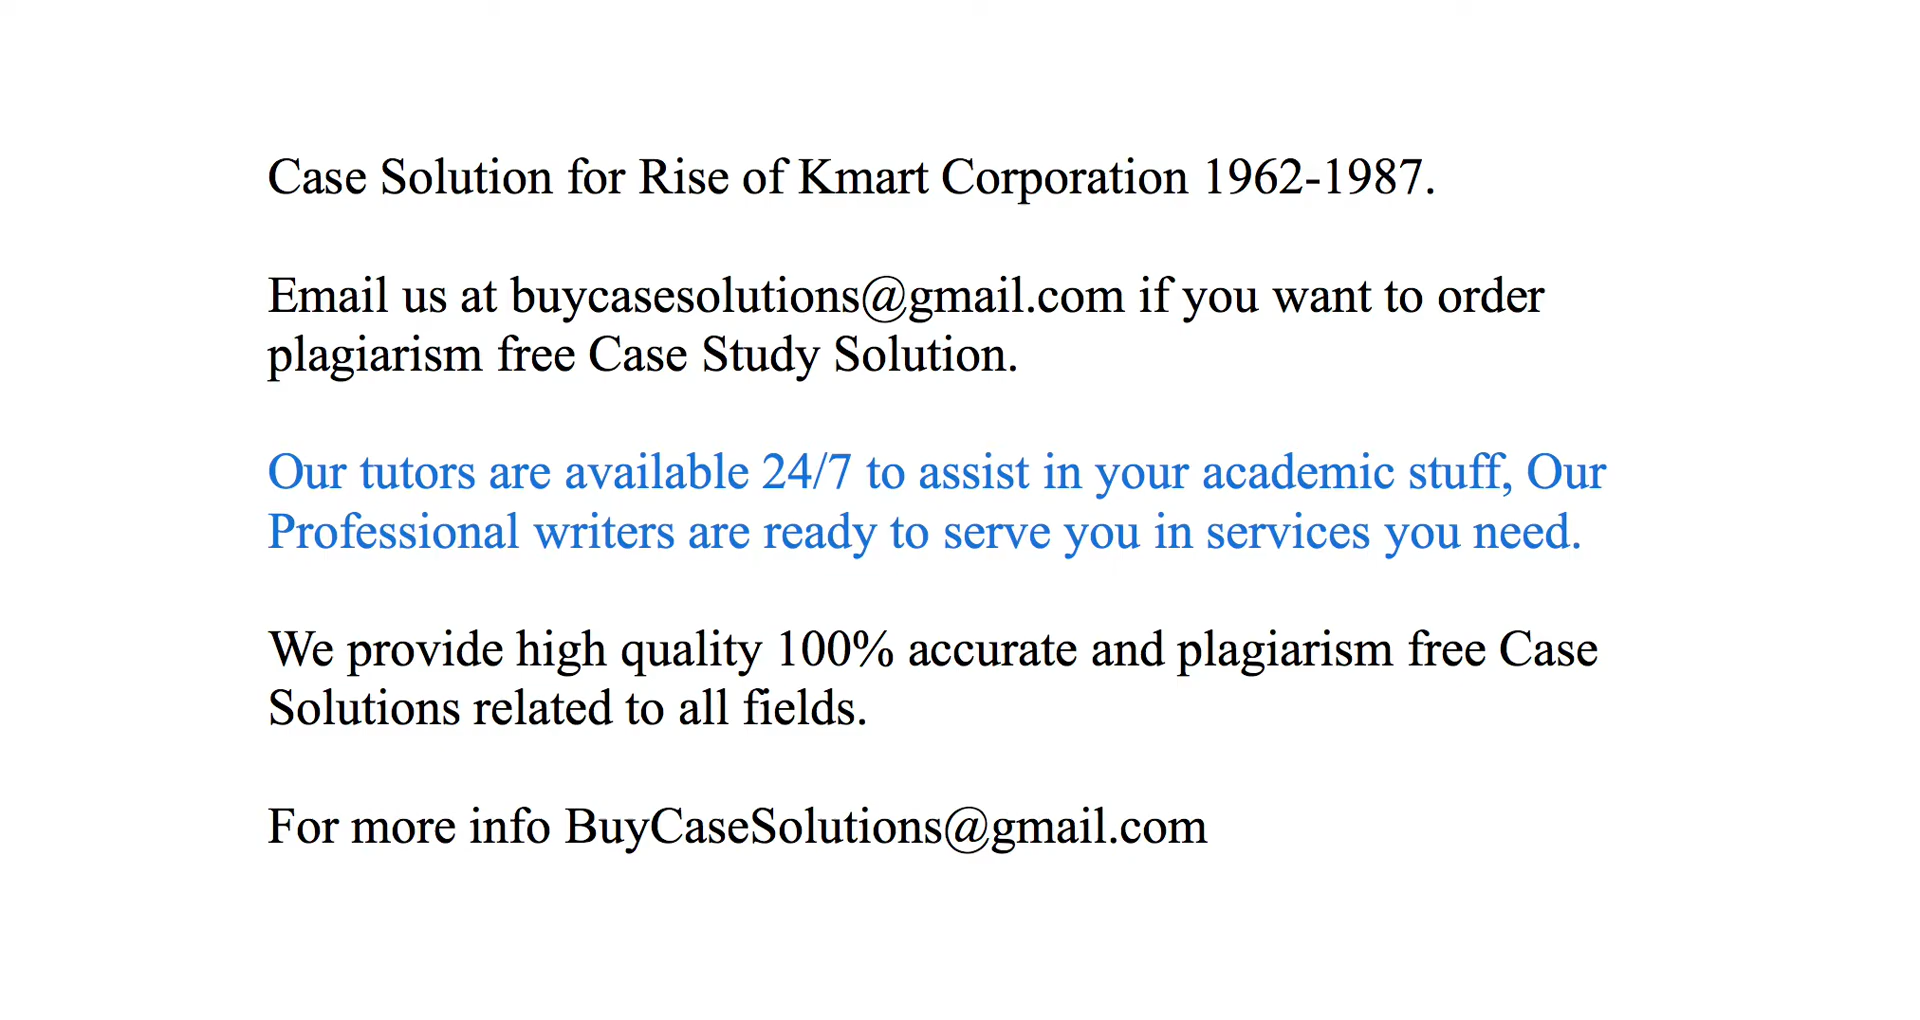 Case Solution for Rise of Kmart Corporation 1962-1987.
Email us at buycasesolutions@gmail.com if you want to order
plagiarism free Case Study Solution.
Our tutors are available 24/7 to assist in your academic stuff, Our
Professional writers are ready to serve you in services you need.
We provide high quality 100% accurate and plagiarism free Case
Solutions related to all fields.
For more info BuyCaseSolutions@gmail.com